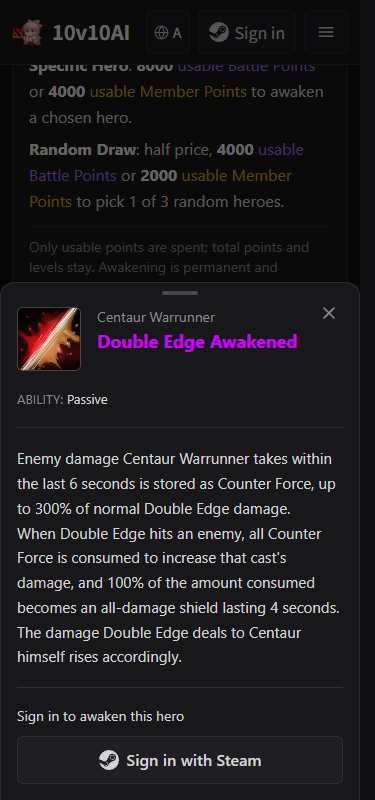 10v10AI
A
Sign in
Specific Hero: 8000 usable Battle Points
or 4000 usable Member Points to awaken
a chosen hero.
Random Draw: half price, 4000 usable
Battle Points or 2000 usable Member
Points to pick 1 of 3 random heroes.
Only usable points are spent; total points and
levels stay. Awakening is permanent and
Centaur Warrunner
Double Edge Awakened
ABILITY: Passive
Enemy damage Centaur Warrunner takes within
the last 6 seconds is stored as Counter Force, up
to 300% of normal Double Edge damage.
When Double Edge hits an enemy, all Counter
Force is consumed to increase that cast's
damage, and 100% of the amount consumed
becomes an all-damage shield lasting 4 seconds.
The damage Double Edge deals to Centaur
himself rises accordingly.
Sign in to awaken this hero
Sign in with Steam